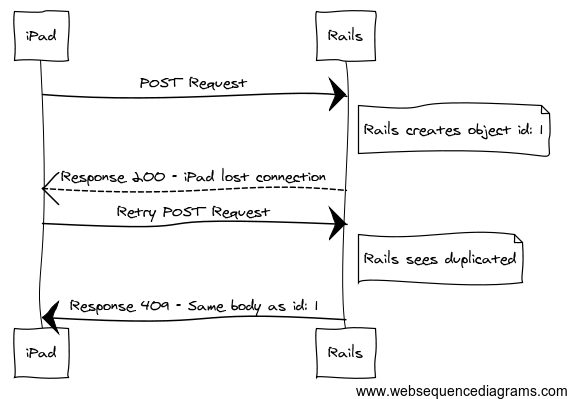 iPad Rails
POST Request
Rails creates object id: 1
Response 200 - iPad lost connection
Retry POST Request
Rails sees duplicated
Response 409 - Same body as id: 1
iPad Rails
www.websequencediagrams.com